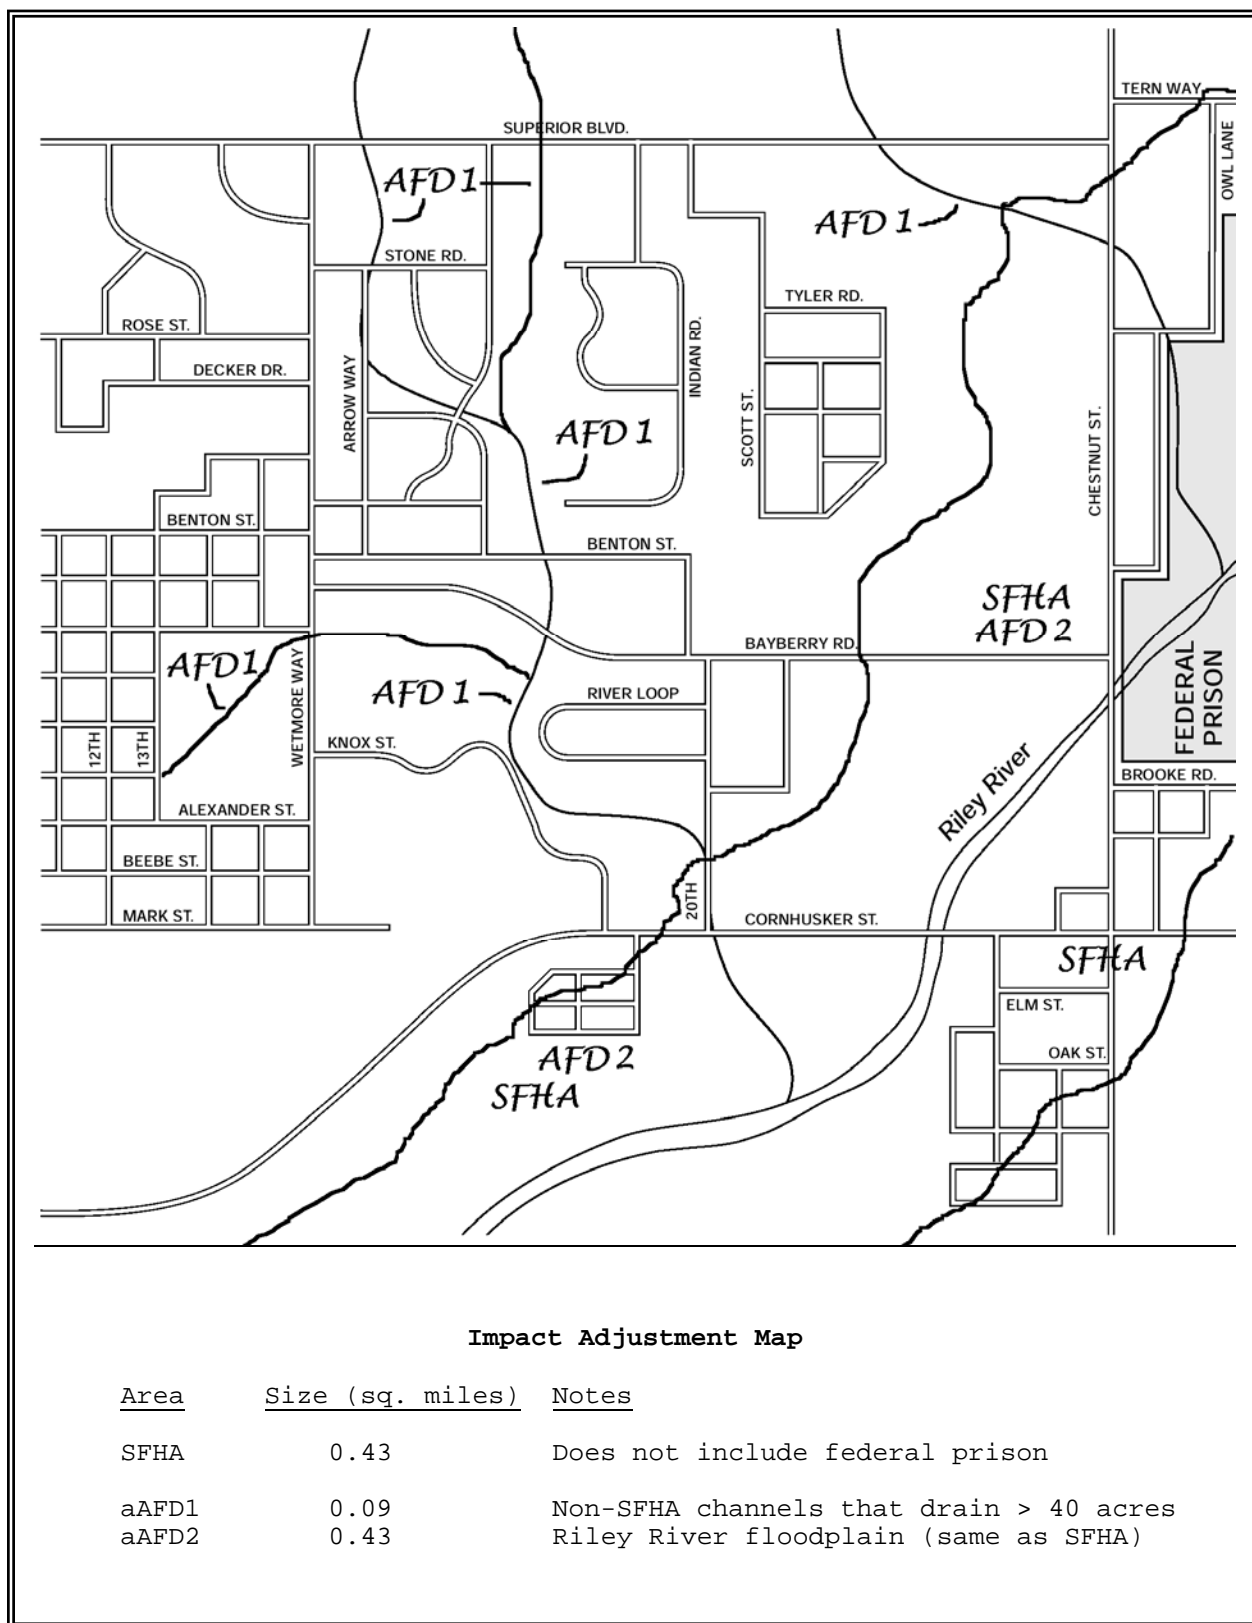 TERN WAY
SUPERIOR BLVD.
OWL LANE
AFD 1
AFD 1
STONE RD.
TYLER RD.
ROSE ST.
INDIAN RD.
DECKER DR.
ARROW WAY
SCOTT ST.
AFD 1
CHESTNUT ST.
BENTON ST.
BENTON ST.
SFHA
AFD 2
BAYBERRY RD.
AFD 1
AFD 1
RIVER LOOP
FEDERAL
PRISON
WETMORE WAY
12TH
13TH
KNOX ST.
BROOKE RD.
Riley River
ALEXANDER ST.
BEEBE ST.
20TH
MARK ST.
CORNHUSKER ST.
SFHA
ELM ST.
AFD 2
OAK ST.
SFHA
Impact Adjustment Map
Area Size (sq. miles) Notes
SFHA 0.43 Does not include federal prison
aAFD1 0.09 Non-SFHA channels that drain > 40 acres
aAFD2 0.43 Riley River floodplain (same as SFHA)